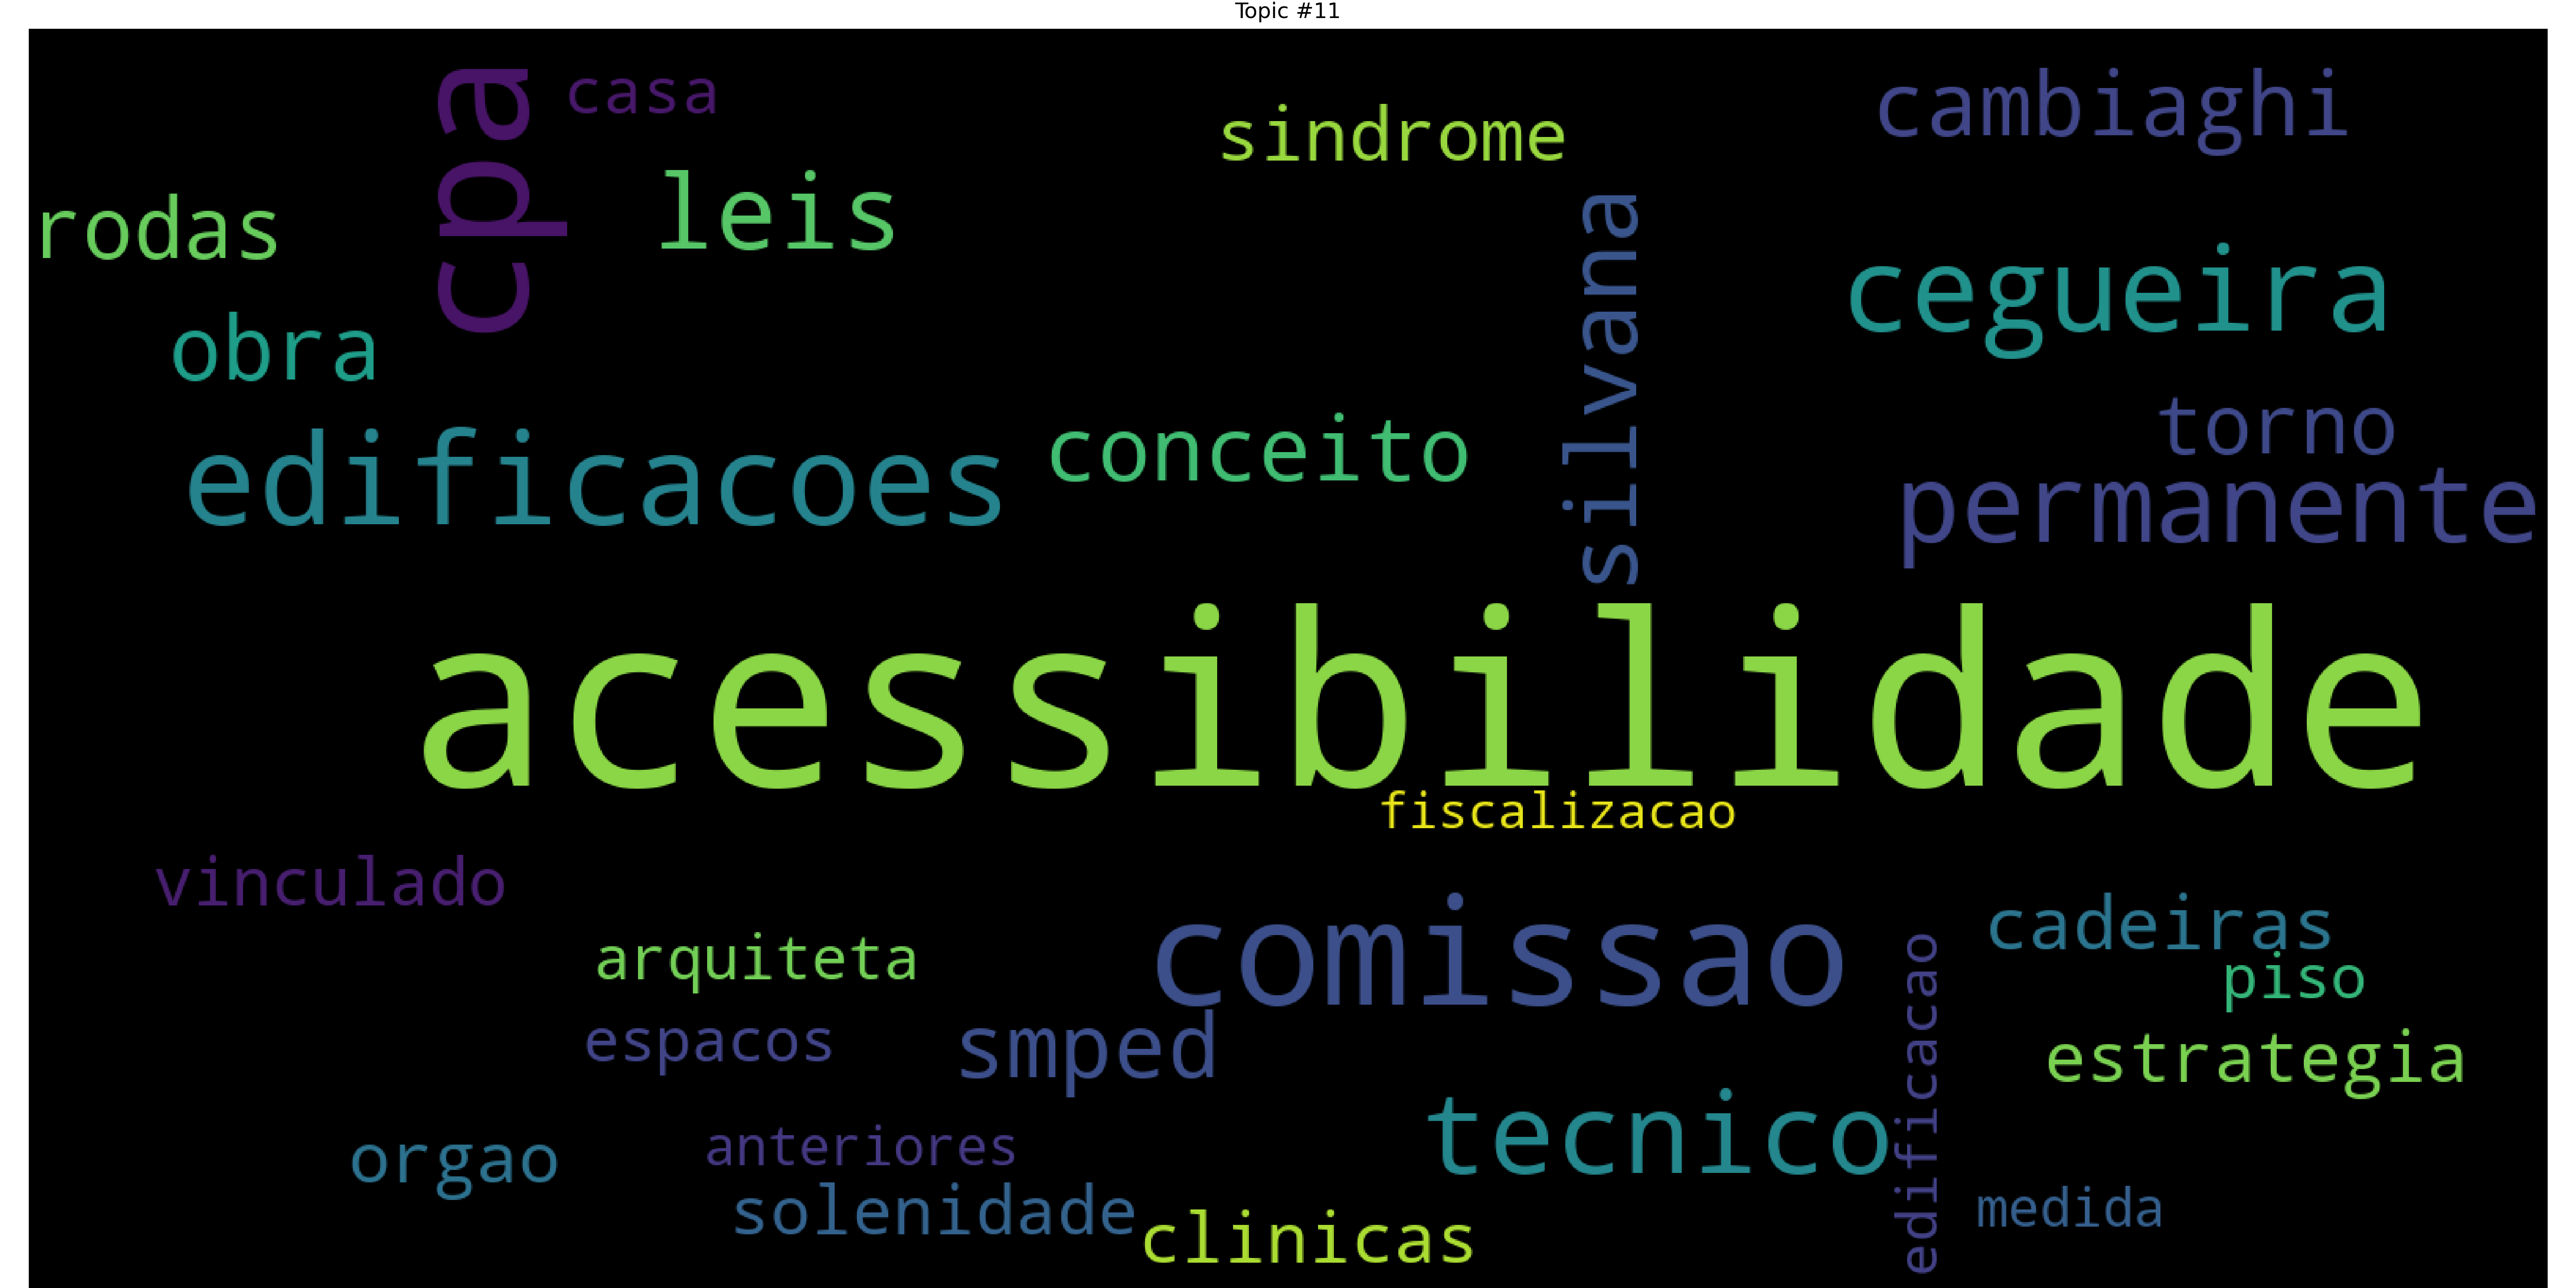 Topic #11
casa
cpa
sindrome
cambiaghi
rodas
leis
silvana
cegueira
obra
edificacoes
conceito
torno
permanente
acessibilidade
fiscalizacao
vinculado
comissao
cadeiras
arquiteta
piso
espacos
smped
edificacao
estrategia
orgao
anteriores
tecnico
solenidade
clinicas
medida